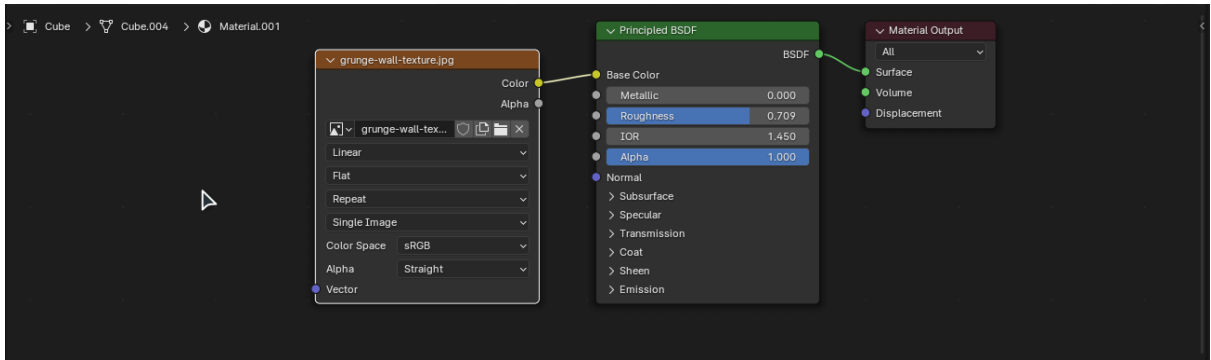 Cube > Cube.004 > Material.001
grunge-wall-texture.jpg
Color
Alpha
grunge-wall-tex...
Linear
Flat
Repeat
Single Image
Color Space sRGB
Alpha Straight
Vector
Principled BSDF
BSDF
Base Color
Metallic 0.000
Roughness 0.709
IOR 1.450
Alpha 1.000
Normal
> Subsurface
> Specular
> Transmission
> Coat
> Sheen
> Emission
Material Output
All
Surface
Volume
Displacement